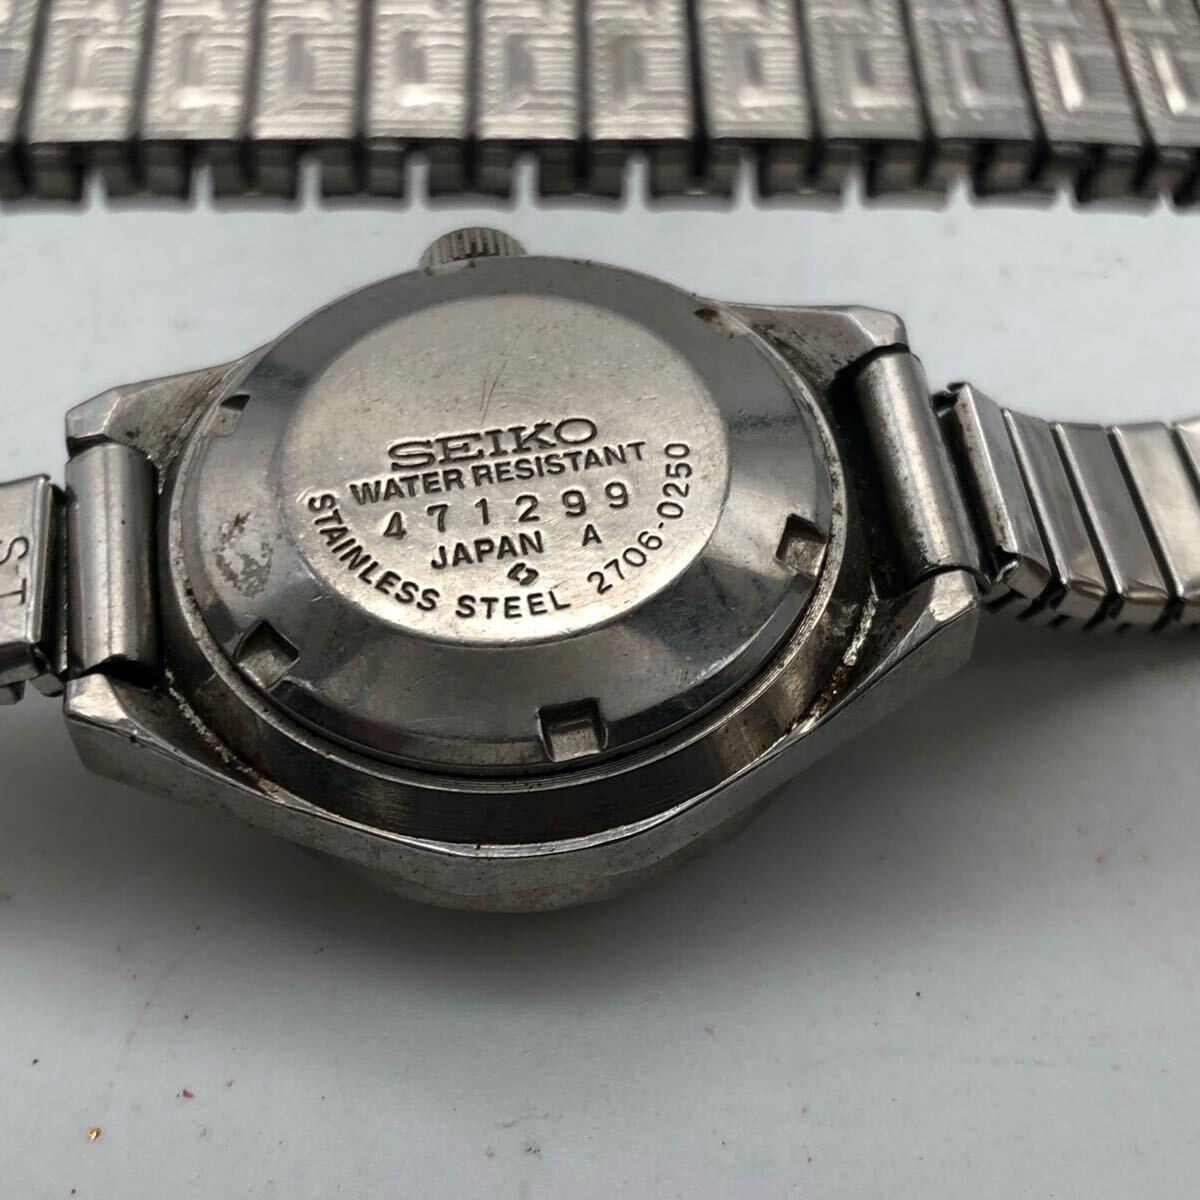 SEIKO
WATER RESISTANT
471299
JAPAN A
STAINLESS STEEL 2706-0250
ST